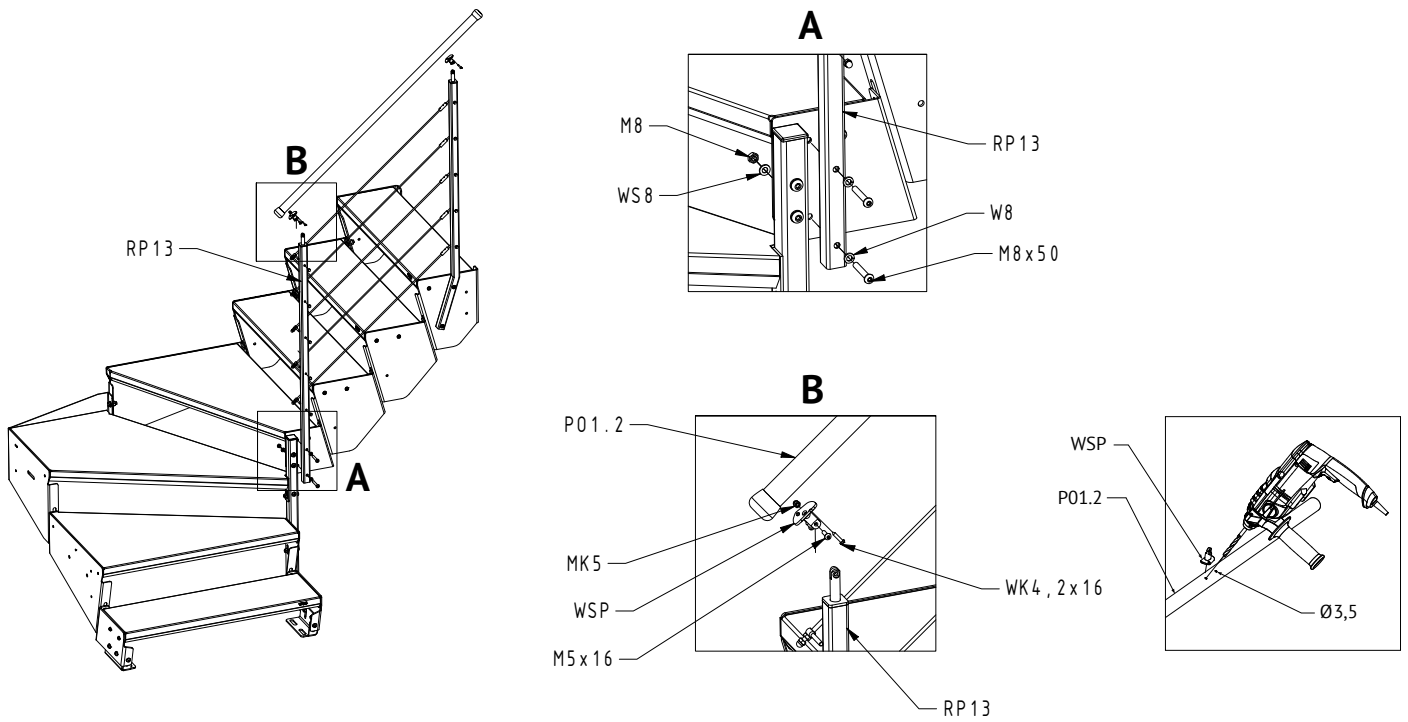 B
RP13
A
A
M8
WS8
RP13
W8
M8x50
B
P01.2
MK5
WSP
M5x16
WK4,2x16
RP13
WSP
P01.2
Ø3,5